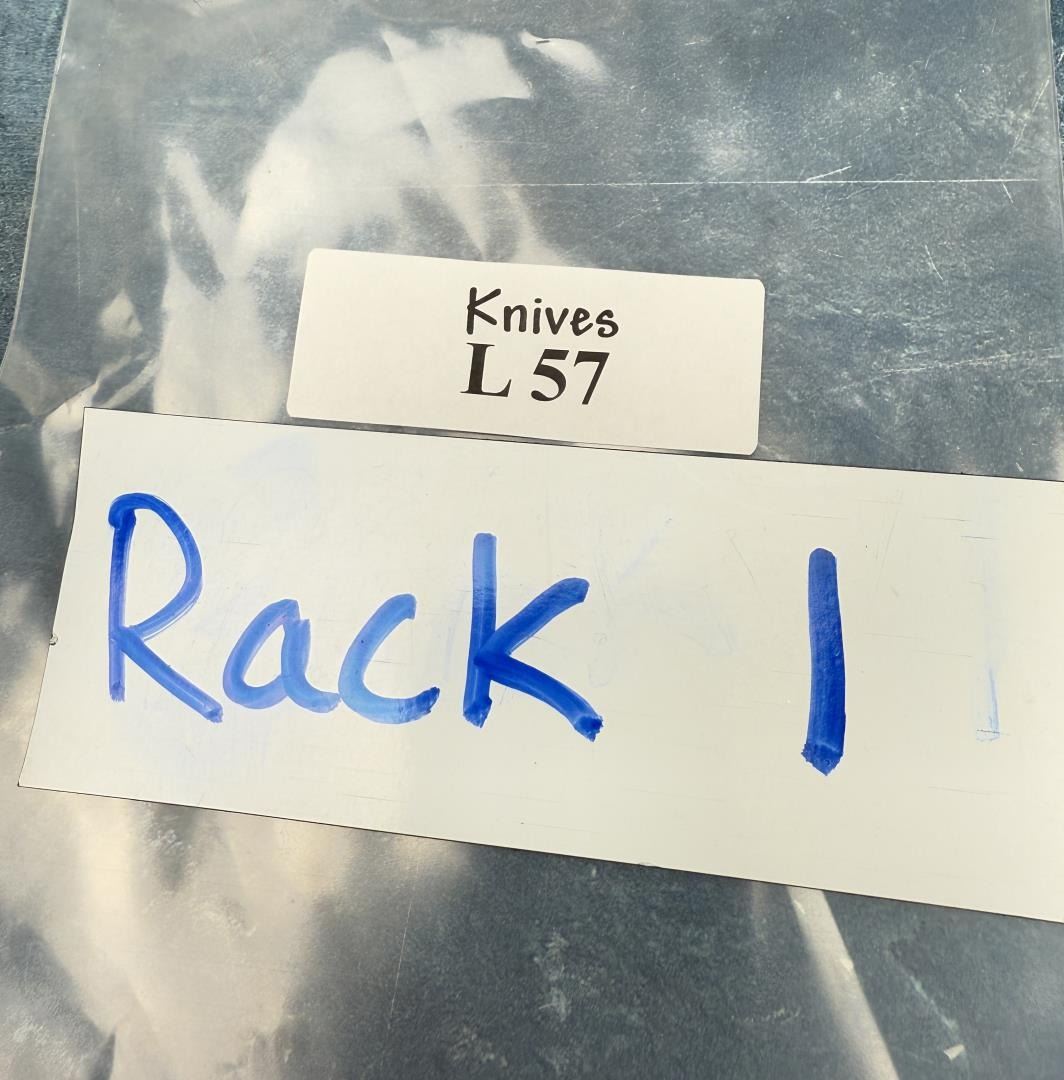 Knives
L 57
Rack 1